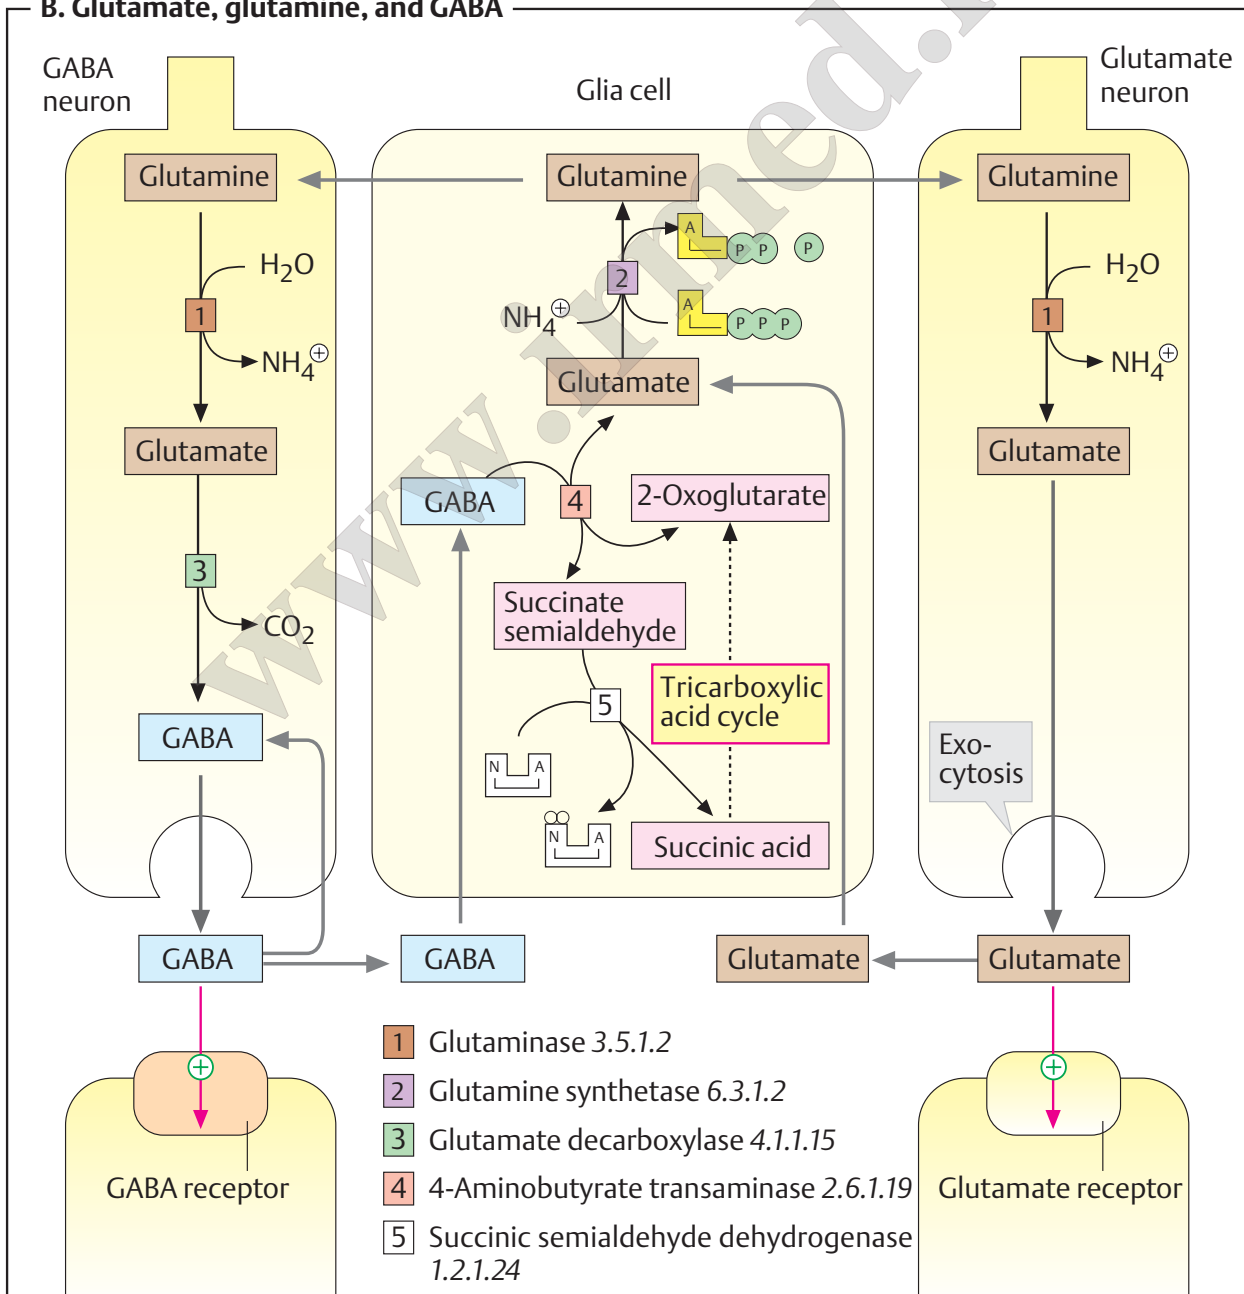 B. Glutamate, glutamine, and GABA
GABA
neuron
Glia cell
Glutamate
neuron
Glutamine
Glutamine
Glutamine
A
P P P
H2O
2
H2O
1
NH4+
A
P P P
1
NH4+
NH4+
Glutamate
Glutamate
Glutamate
GABA
4
2-Oxoglutarate
3
CO2
Succinate
semialdehyde
Tricarboxylic
acid cycle
5
GABA
N A
Exo-
cytosis
N A
Succinic acid
GABA
GABA
Glutamate
Glutamate
1 Glutaminase 3.5.1.2
+
+
2 Glutamine synthetase 6.3.1.2
3 Glutamate decarboxylase 4.1.1.15
GABA receptor
4 4-Aminobutyrate transaminase 2.6.1.19
Glutamate receptor
5 Succinic semialdehyde dehydrogenase
1.2.1.24